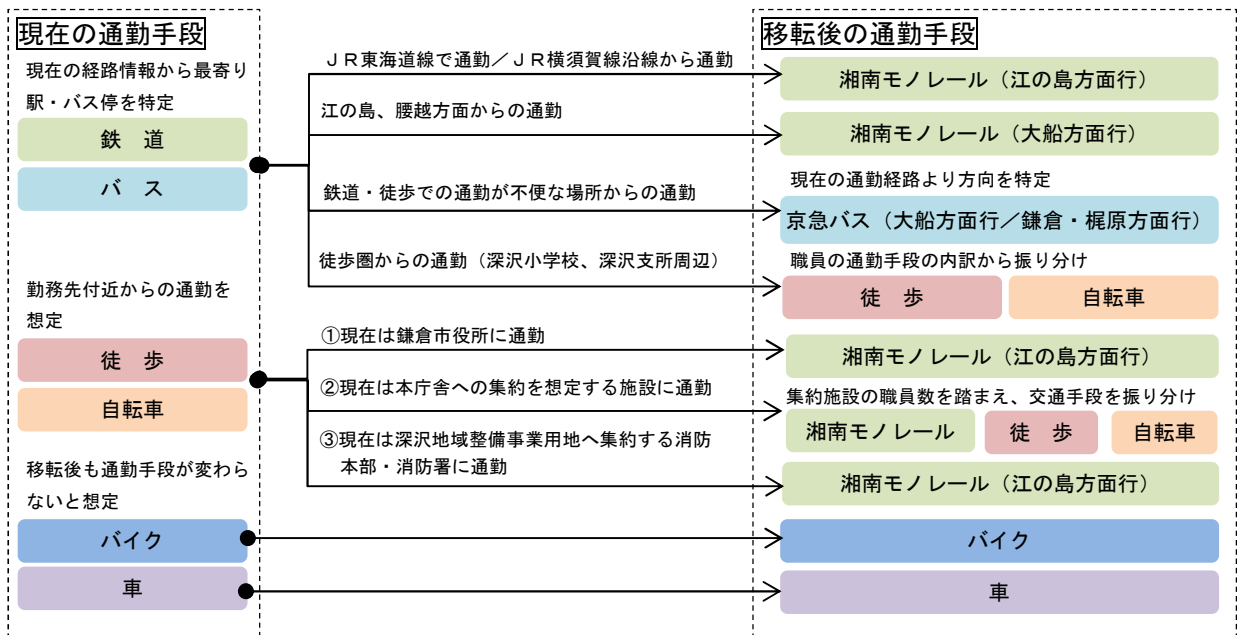 現在の通勤手段
現在の経路情報から最寄り
駅・バス停を特定
鉄　道
バ　ス
勤務先付近からの通勤を
想定
徒　歩
自転車
移転後も通勤手段が変わら
ないと想定
バイク
車
ＪＲ東海道線で通勤／ＪＲ横須賀線沿線から通勤
江の島、腰越方面からの通勤
鉄道・徒歩での通勤が不便な場所からの通勤
徒歩圏からの通勤（深沢小学校、深沢支所周辺）
①現在は鎌倉市役所に通勤
②現在は本庁舎への集約を想定する施設に通勤
③現在は深沢地域整備事業用地へ集約する消防
本部・消防署に通勤
移転後の通勤手段
湘南モノレール（江の島方面行）
湘南モノレール（大船方面行）
現在の通勤経路より方向を特定
京急バス（大船方面行／鎌倉・梶原方面行）
職員の通勤手段の内訳から振り分け
徒　歩
自転車
湘南モノレール（江の島方面行）
集約施設の職員数を踏まえ、交通手段を振り分け
湘南モノレール
徒　歩
自転車
湘南モノレール（江の島方面行）
バイク
車